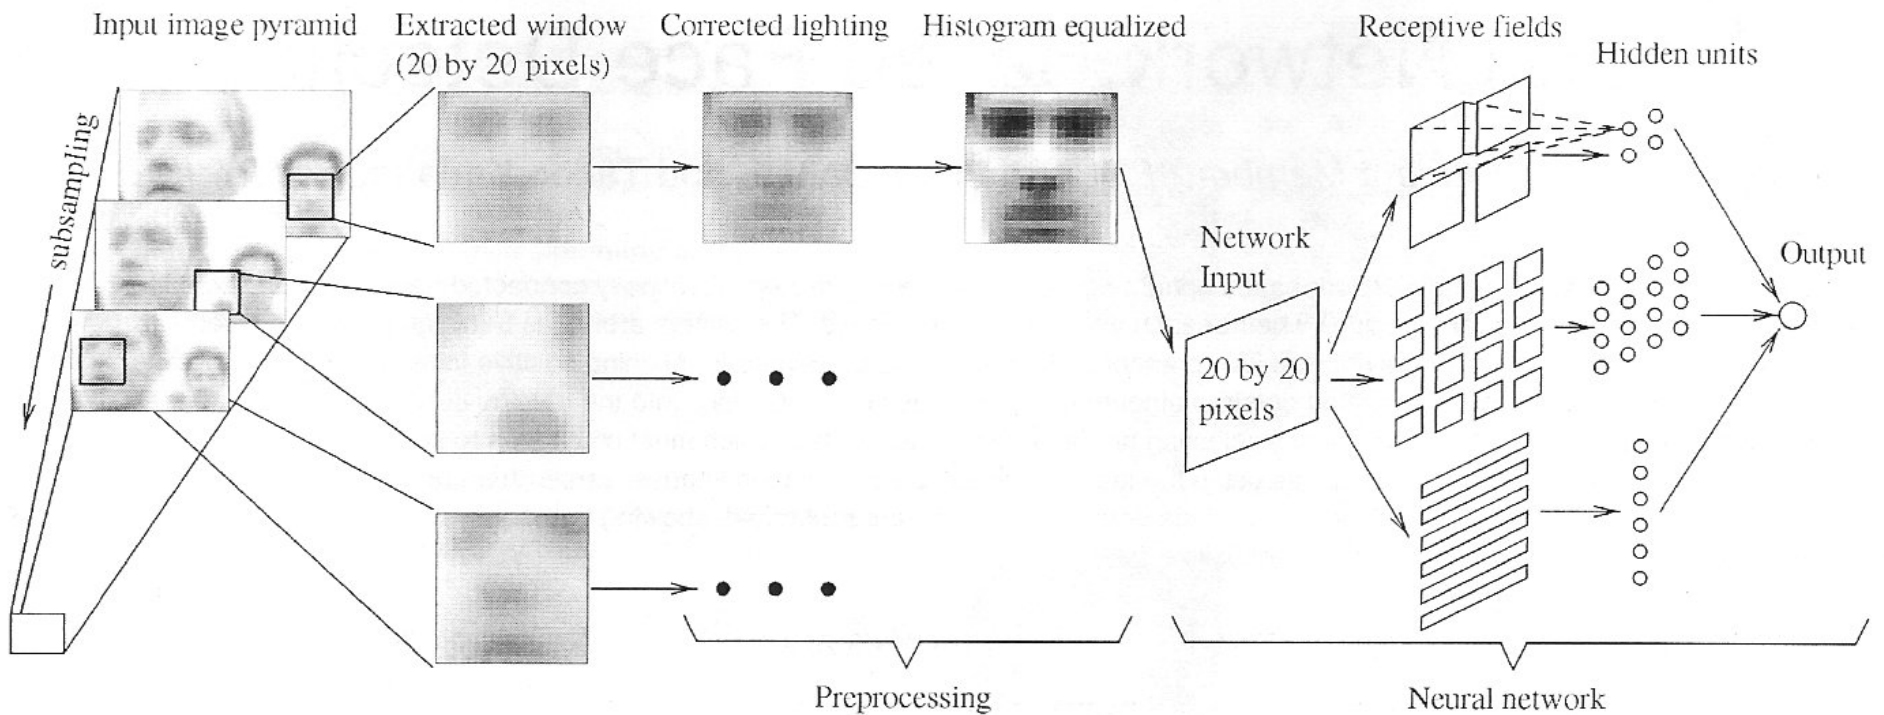 Input image pyramid
Extracted window
(20 by 20 pixels)
Corrected lighting
Histogram equalized
Receptive fields
Hidden units
subsampling
Network
Input
20 by 20
pixels
Output
Preprocessing
Neural network